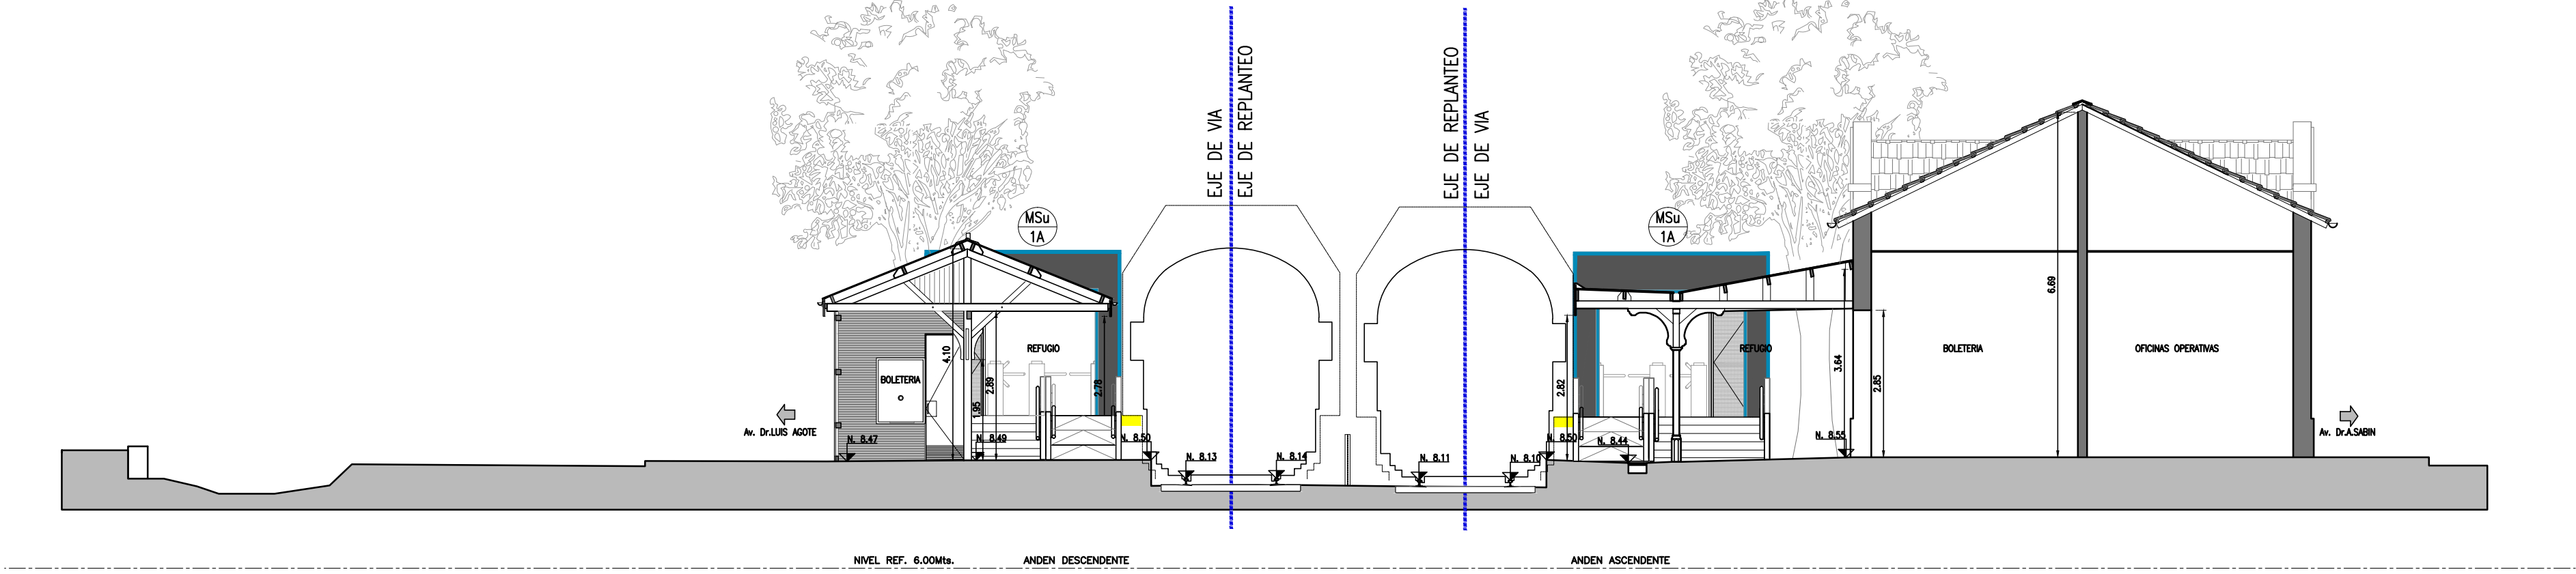 EJE DE VIA
EJE DE REPLANTEO
EJE DE REPLANTEO
EJE DE VIA
MSu
1A
MSu
1A
6.69
4.10
REFUGIO
REFUGIO
BOLETERIA
OFICINAS OPERATIVAS
BOLETERIA
1.95
2.89
2.78
2.82
3.64
2.85
Av. Dr.LUIS AGOTE
Av. Dr.A.SABIN
N. 8.47
N. 8.49
N. 8.50
N. 8.13
N. 8.14
N. 8.11
N. 8.10
N. 8.50
N. 8.44
N. 8.55
NIVEL REF. 6.00Mts.
ANDEN DESCENDENTE
ANDEN ASCENDENTE